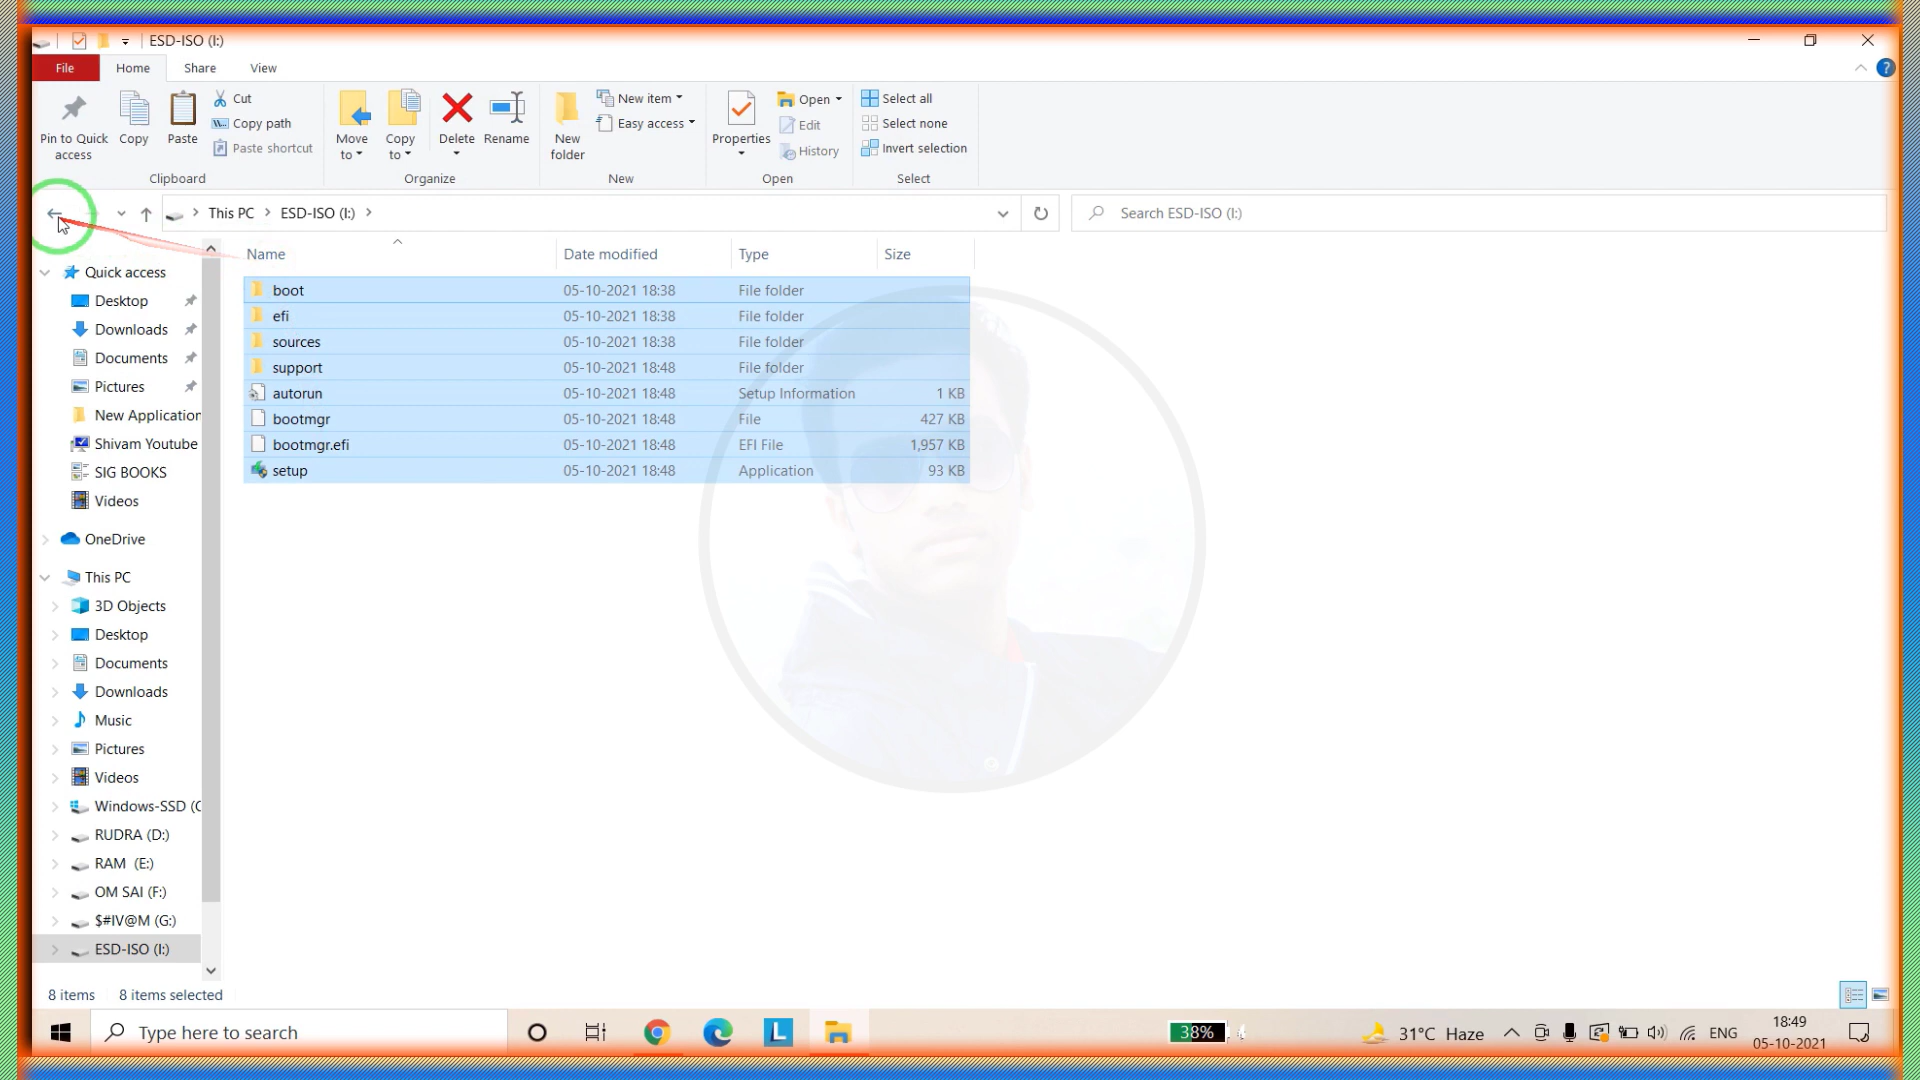 ESD-ISO (I:)
File Home Share View
Pin to Quick access
Copy
Paste
Cut
Copy path
Paste shortcut
Clipboard
Move to
Copy to
Delete
Rename
Organize
New folder
New item
Easy access
New
Properties
Open
Edit
History
Open
Select all
Select none
Invert selection
Select
This PC > ESD-ISO (I:) >
Search ESD-ISO (I:)
Name Date modified Type Size
boot 05-10-2021 18:38 File folder
efi 05-10-2021 18:38 File folder
sources 05-10-2021 18:38 File folder
support 05-10-2021 18:48 File folder
autorun 05-10-2021 18:48 Setup Information 1 KB
bootmgr 05-10-2021 18:48 File 427 KB
bootmgr.efi 05-10-2021 18:48 EFI File 1,957 KB
setup 05-10-2021 18:48 Application 93 KB
Quick access
Desktop
Downloads
Documents
Pictures
New Application
Shivam Youtube
SIG BOOKS
Videos
OneDrive
This PC
3D Objects
Desktop
Documents
Downloads
Music
Pictures
Videos
Windows-SSD (C
RUDRA (D:)
RAM (E:)
OM SAI (F:)
$#IV@M (G:)
ESD-ISO (I:)
8 items 8 items selected
Type here to search
L
38%
31°C Haze
ENG
18:49
05-10-2021